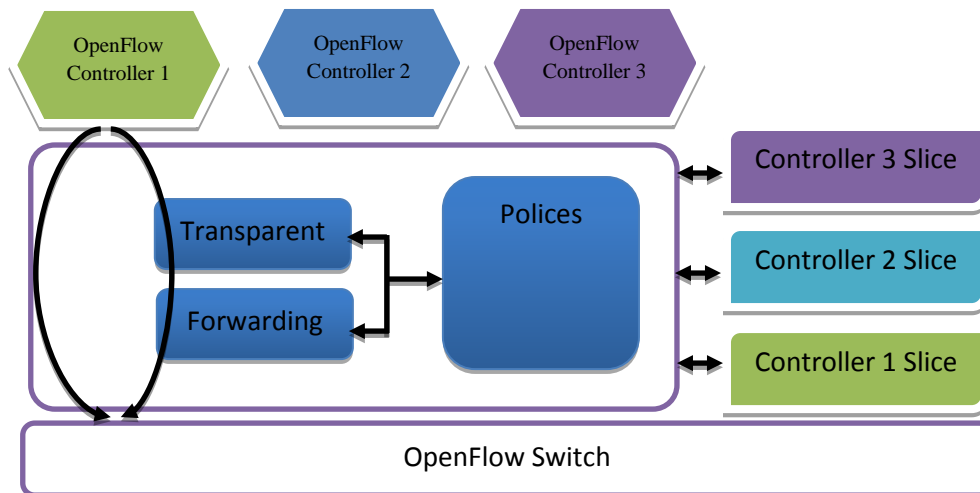 OpenFlow
Controller 1
OpenFlow
Controller 2
OpenFlow
Controller 3
Controller 3 Slice
Transparent
Polices
Controller 2 Slice
Forwarding
Controller 1 Slice
OpenFlow Switch